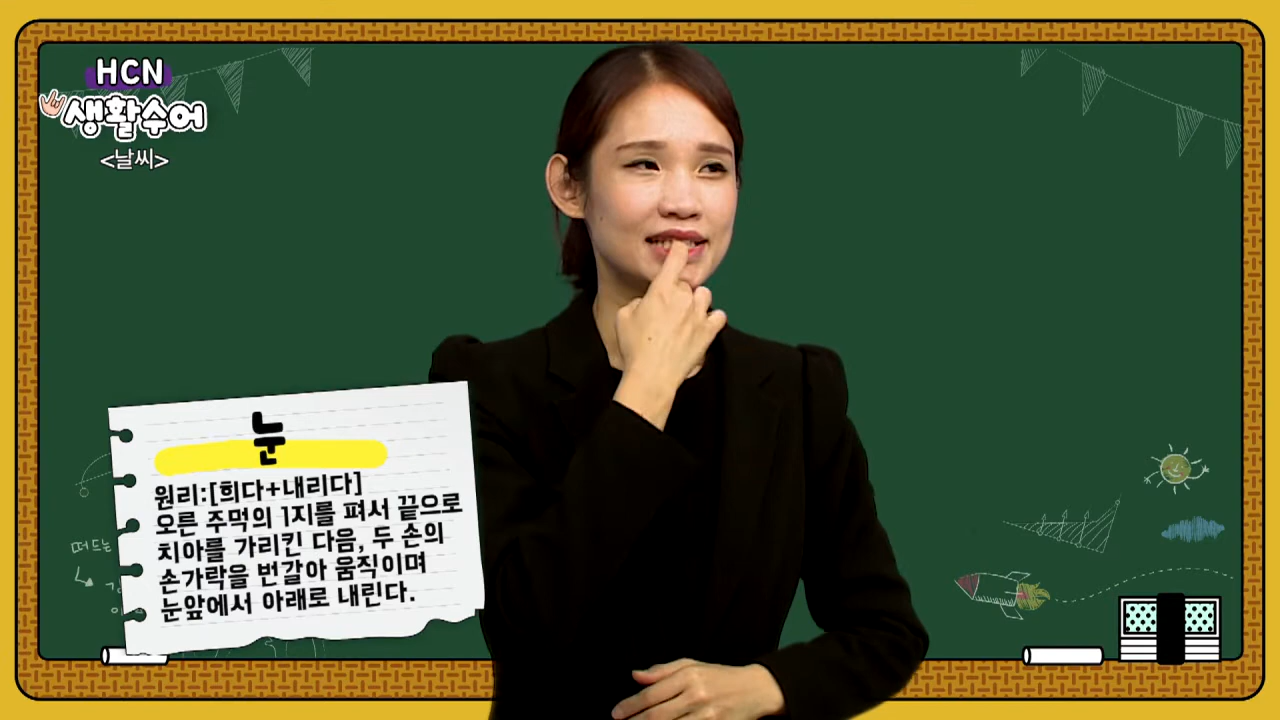 HCN
생활수어
<날씨>
눈
원리:[희다+내리다]
오른 주먹의 1지를 펴서 끝으로
치아를 가리킨 다음, 두 손의
손가락을 번갈아 움직이며
눈앞에서 아래로 내린다.
떠드는